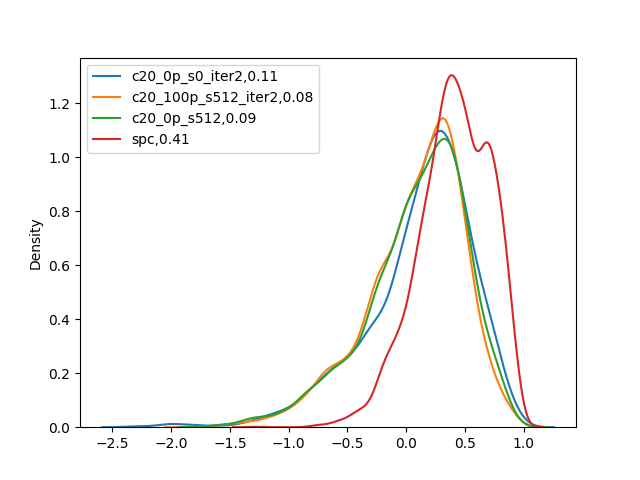 c20_0p_s0_iter2,0.11
c20_100p_s512_iter2,0.08
c20_0p_s512,0.09
spc,0.41
Density
1.2
1.0
0.8
0.6
0.4
0.2
0.0
−2.5 −2.0 −1.5 −1.0 −0.5 0.0 0.5 1.0